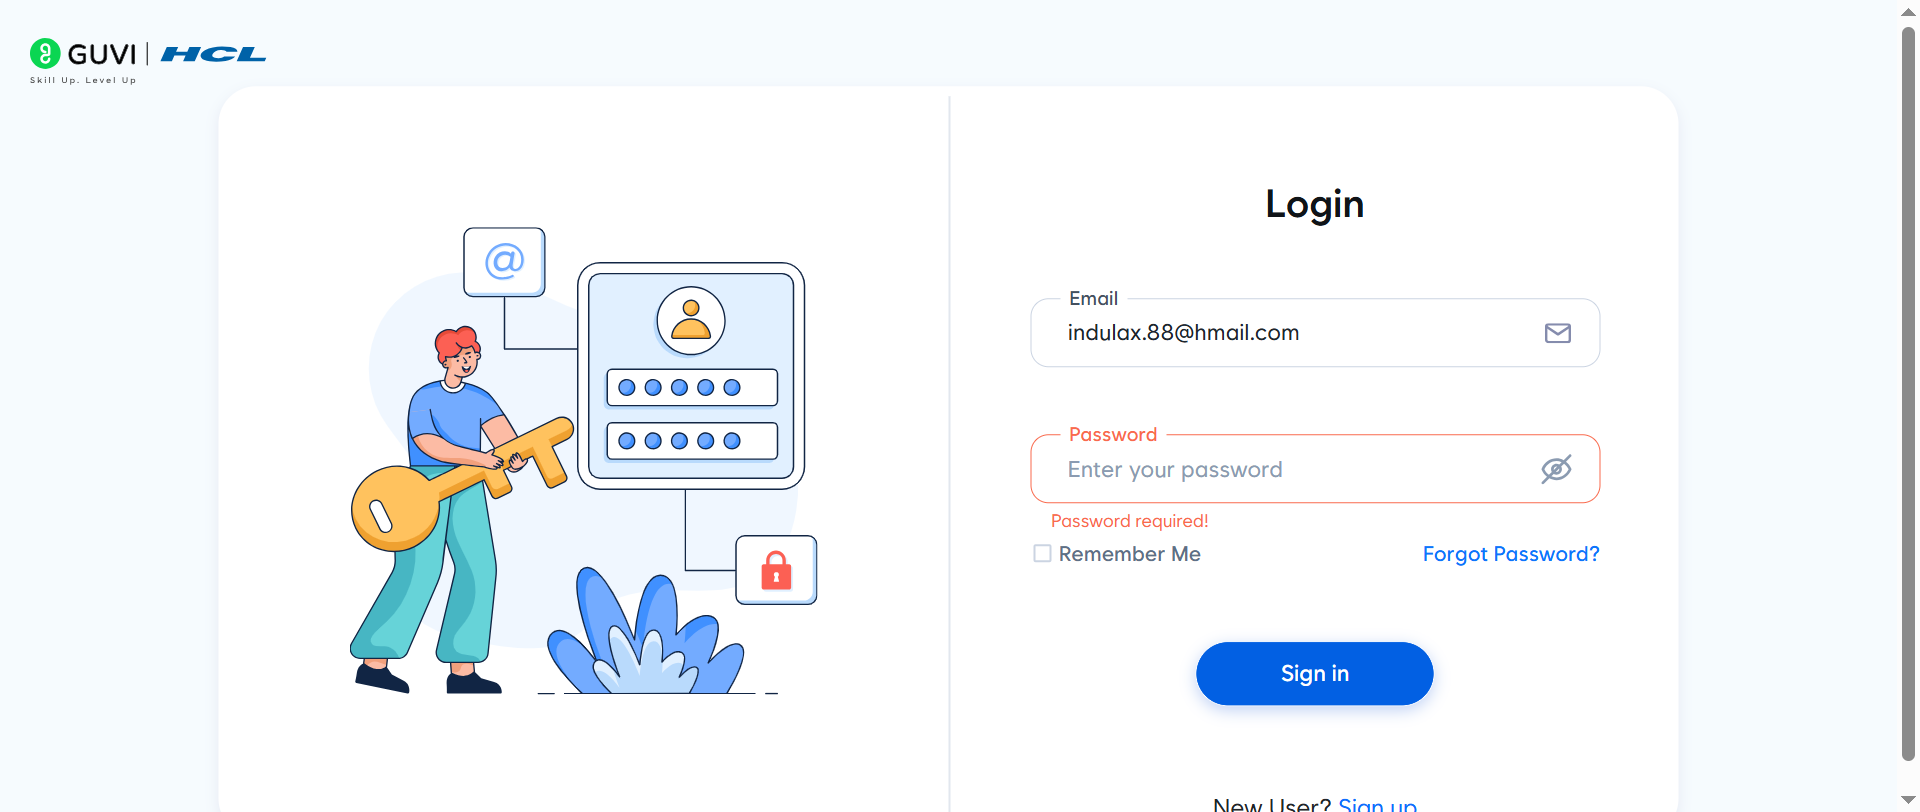 GUVI | HCL
Skill Up. Level Up
@
Login
Email
indulax.88@hmail.com
Password
Enter your password
Password required!
Remember Me
Forgot Password?
Sign in
New User? Sign up